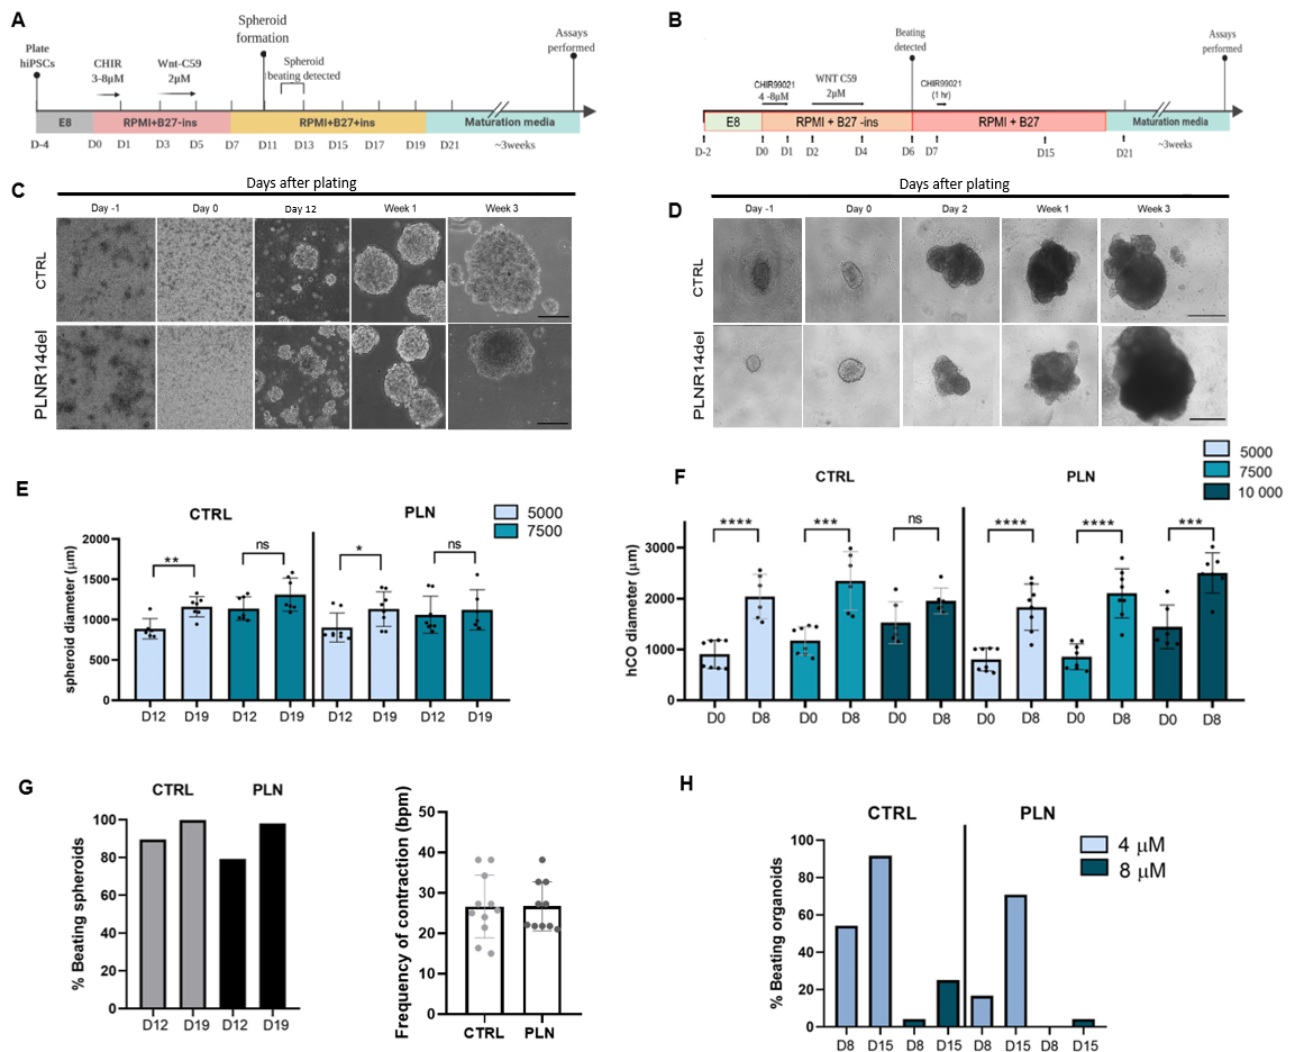 A
Plate
hiPSCs
CHIR
3-8μM
Wnt-C59
2μM
Spheroid
formation
Spheroid
beating detected
Assays
performed
E8
RPMI+B27-ins
RPMI+B27+ins
Maturation media
D-4
D0
D1
D3
D5
D7
D11
D13
D15
D17
D19
D21
~3weeks
B
CHIR99021
4 -8μM
WNT C59
2μM
Beating
detected
CHIR99021
(1 hr)
Assays
performed
E8
RPMI + B27 -ins
RPMI + B27
Maturation media
D-2
D0
D1
D2
D4
D6
D7
D15
D21
~3weeks
C
Days after plating
Day -1
Day 0
Day 12
Week 1
Week 3
CTRL
PLNR14del
D
Days after plating
Day -1
Day 0
Day 2
Week 1
Week 3
CTRL
PLNR14del
E
CTRL
PLN
5000
7500
spheroid diameter (μm)
2000
1500
1000
500
0
**
ns
*
ns
D12
D19
D12
D19
D12
D19
D12
D19
F
CTRL
PLN
5000
7500
10 000
hCO diameter (μm)
3000
2000
1000
0
****
***
ns
****
****
***
D0
D8
D0
D8
D0
D8
D0
D8
D0
D8
D0
D8
G
CTRL
PLN
% Beating spheroids
100
80
60
40
20
0
D12
D19
D12
D19
Frequency of contraction (bpm)
50
40
30
20
10
0
CTRL
PLN
H
CTRL
PLN
4 μM
8 μM
% Beating organoids
100
80
60
40
20
0
D8
D15
D8
D15
D8
D15
D8
D15